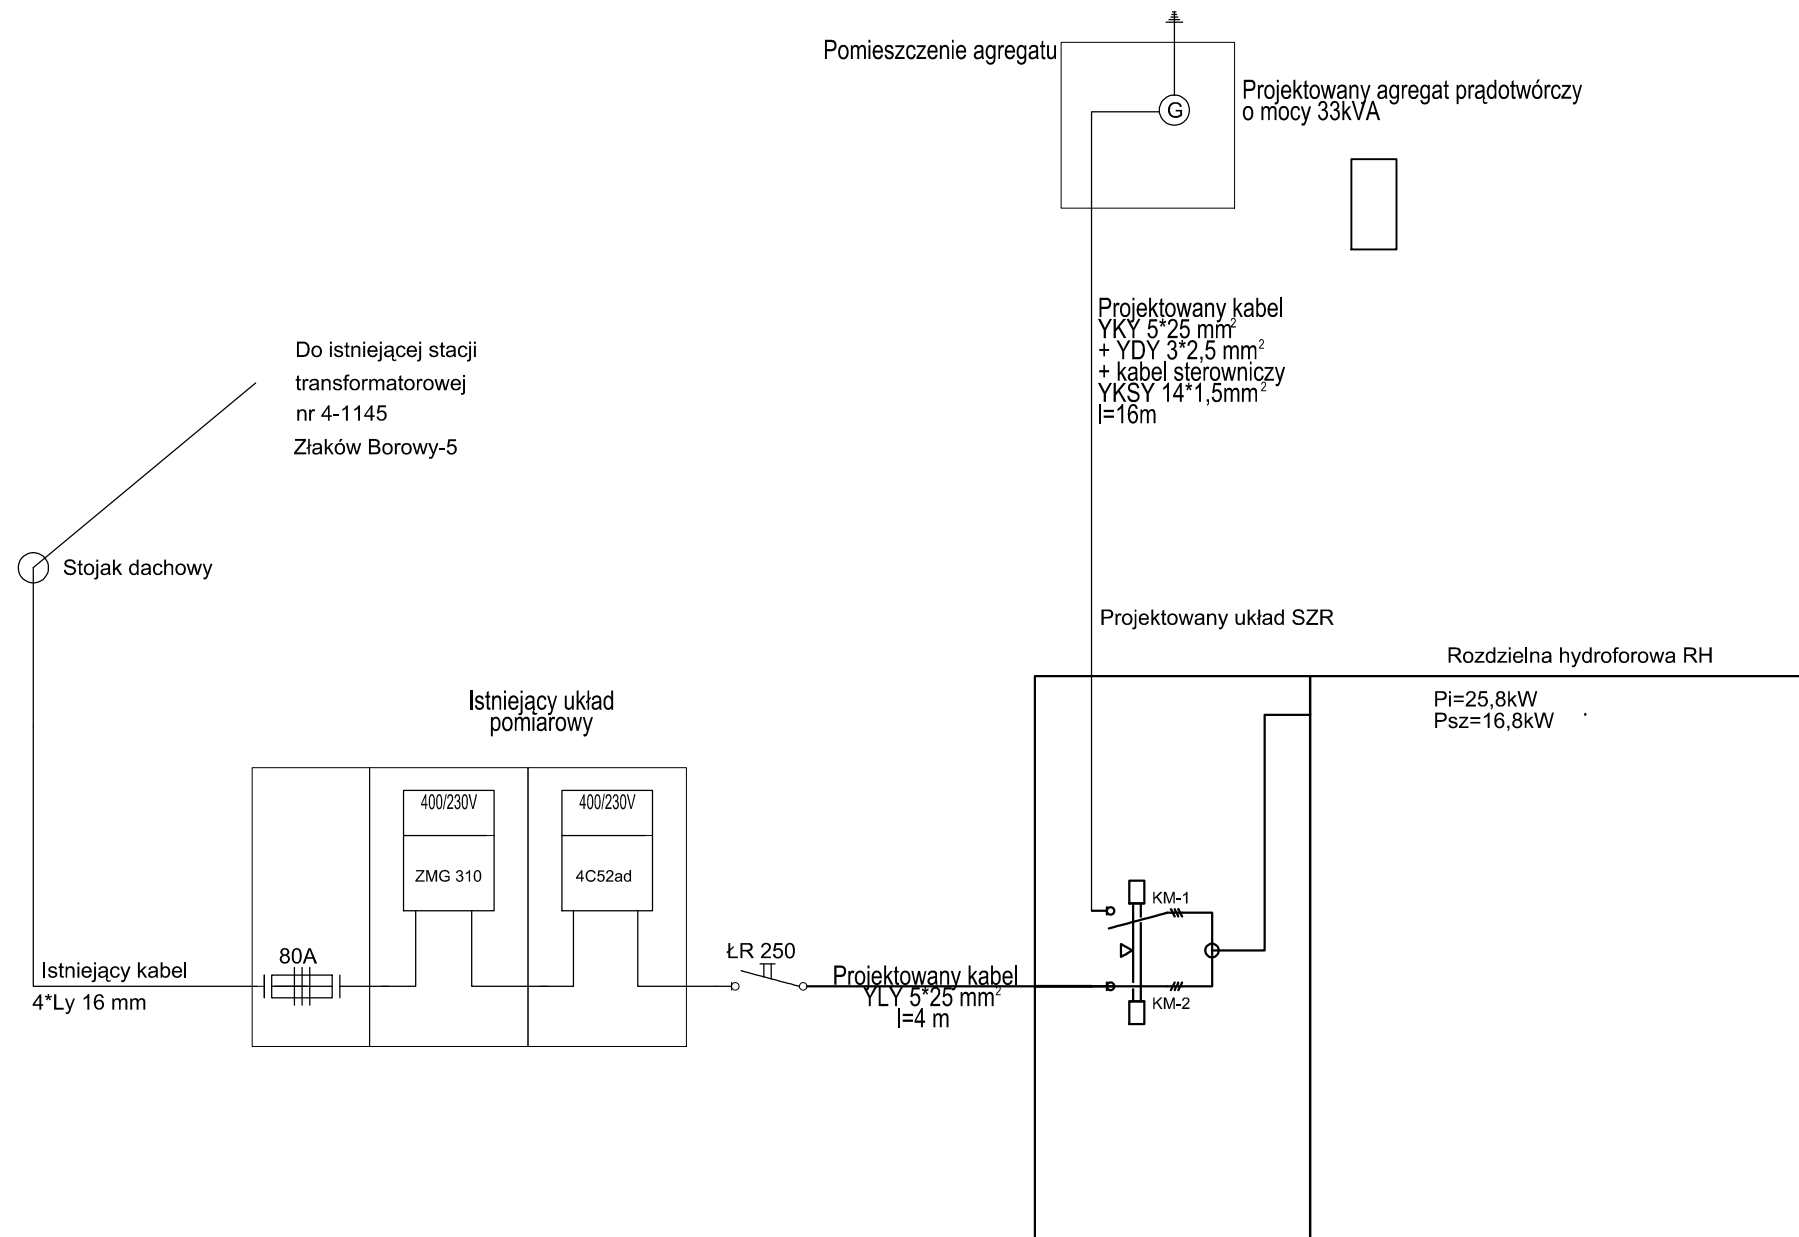 Pomieszczenie agregatu
G
Projektowany agregat prądotwórczy
o mocy 33kVA
Projektowany kabel
YKY 5*25 mm²
+ YDY 3*2,5 mm²
+ kabel sterowniczy
YKSY 14*1,5mm²
l=16m
Do istniejącej stacji
transformatorowej
nr 4-1145
Złaków Borowy-5
Stojak dachowy
Projektowany układ SZR
Rozdzielna hydroforowa RH
Pi=25,8kW
Psz=16,8kW
Istniejący układ
pomiarowy
400/230V
ZMG 310
400/230V
4C52ad
KM-1
KM-2
80A
ŁR 250
Istniejący kabel
4*Ly 16 mm
Projektowany kabel
YLY 5*25 mm²
l=4 m